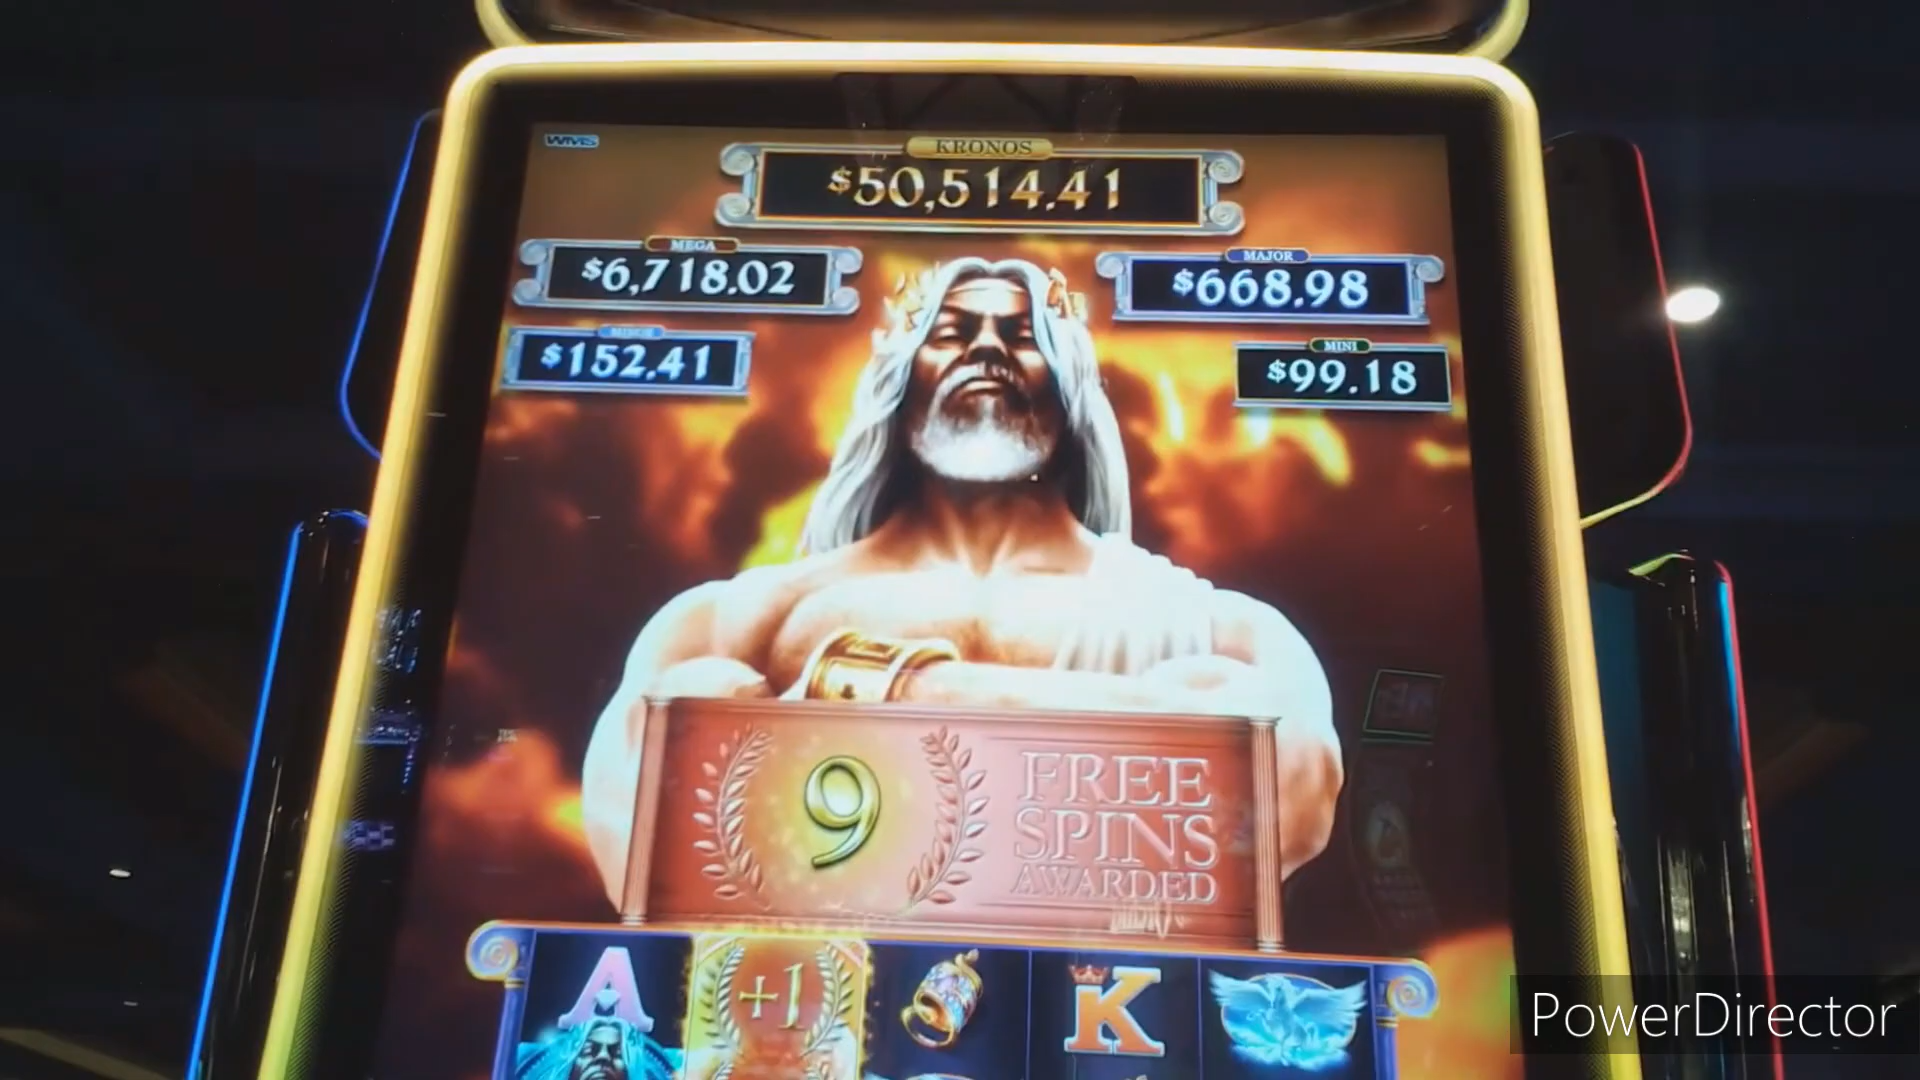 WMS
KRONOS
$50,514.41
MEGA
$6,718.02
MAJOR
$668.98
MINOR
$152.41
MINI
$99.18
9
FREE
SPINS
AWARDED
A
+1
K
PowerDirector